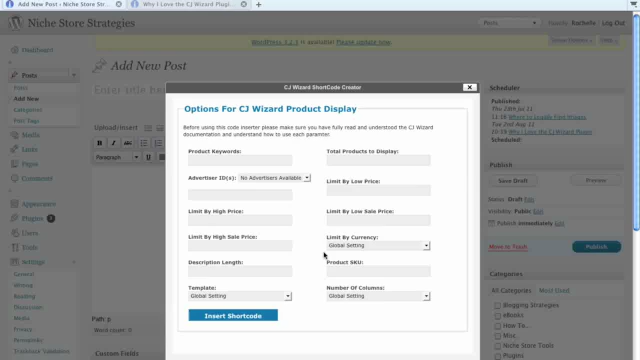 Add New Post - Niche Store Str...
Why I Love the CJ Wizard Plugi...
Niche Store Strategies
Posts
Rachelle
Log Out
WordPress 3.2.1 is available! Please update now.
Help
Dashboard
Add New Post
Posts
Posts
Add New
Categories
Post Tags
Media
Links
Pages
Comments
Appearance
Plugins
Users
Tools
Settings
General
Writing
Reading
Discussion
Media
Privacy
Permalinks
Enter title here
Upload/Insert
B
Paragraph
Path: p
Word count: 0
Custom Fields
CJ Wizard ShortCode Creator
Options For CJ Wizard Product Display
Before using this code inserter please make sure you have fully read and understood the CJ Wizard
documentation and understand how to use each paramter.
Product Keywords:
Total Products to Display:
Advertiser ID(s):
No Advertisers Available
Limit By Low Price:
Limit By High Price:
Limit By Low Sale Price:
Limit By High Sale Price:
Limit By Currency:
Global Setting
Description Length:
Product SKU:
Template:
Global Setting
Number Of Columns:
Global Setting
Insert Shortcode
Scheduler
Published:
Scheduled:
Publish
Save Draft
Preview
Status: Draft Edit
Visibility: Public Edit
Publish immediately Edit
Move to Trash
Publish
Categories
All Categories
Most Used
Blogging Strategies
eBooks
How To...
Misc
Niche Store Tools
Plugins